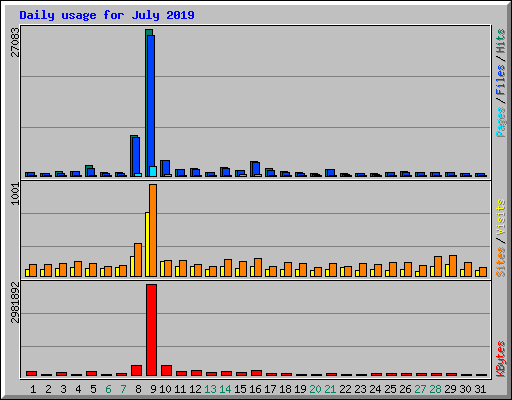 Daily usage for July 2019
27083
Pages / Files / Hits
1001
Sites / Visits
2981892
KBytes
1 2 3 4 5 6 7 8 9 10 11 12 13 14 15 16 17 18 19 20 21 22 23 24 25 26 27 28 29 30 31